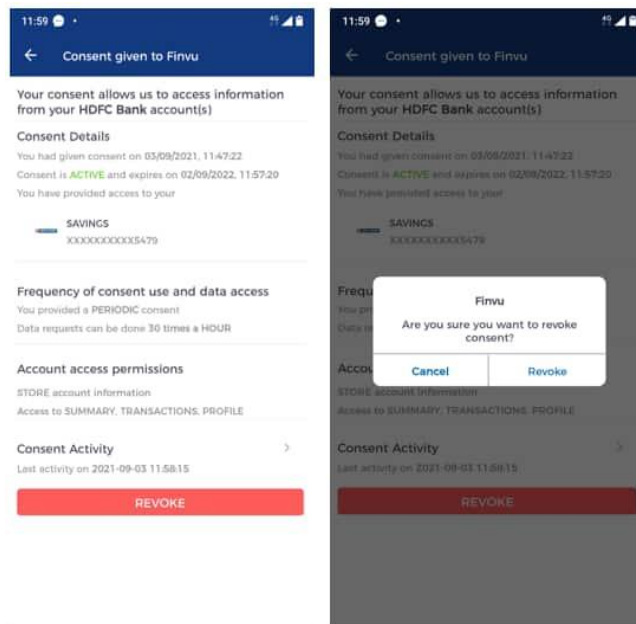 11:59
Consent given to Finvu
Your consent allows us to access information
from your HDFC Bank account(s)
Consent Details
You had given consent on 03/09/2021, 11:47:22
Consent is ACTIVE and expires on 02/09/2022, 11:57:20
You have provided access to your
SAVINGS
XXXXXXXXXX5479
Frequency of consent use and data access
You provided a PERIODIC consent
Data requests can be done 30 times a HOUR
Account access permissions
STORE account information
Access to SUMMARY, TRANSACTIONS, PROFILE
Consent Activity
Last activity on 2021-09-03 11:58:15
REVOKE
11:59
Consent given to Finvu
Your consent allows us to access information
from your HDFC Bank account(s)
Consent Details
You had given consent on 03/09/2021, 11:47:22
Consent is ACTIVE and expires on 02/09/2022, 11:57:20
You have provided access to your
SAVINGS
XXXXXXXXXX5479
Frequ
Finvu
Are you sure you want to revoke
consent?
Cancel
Revoke
Accou
STORE account information
Access to SUMMARY, TRANSACTIONS, PROFILE
Consent Activity
Last activity on 2021-09-03 11:58:15
REVOKE